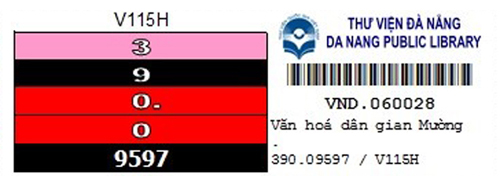 V115H
3
9
0.
0
9597
THƯ VIỆN ĐÀ NẴNG
DA NANG PUBLIC LIBRARY
VND.060028
Văn hoá dân gian Mường
.
390.09597 / V115H